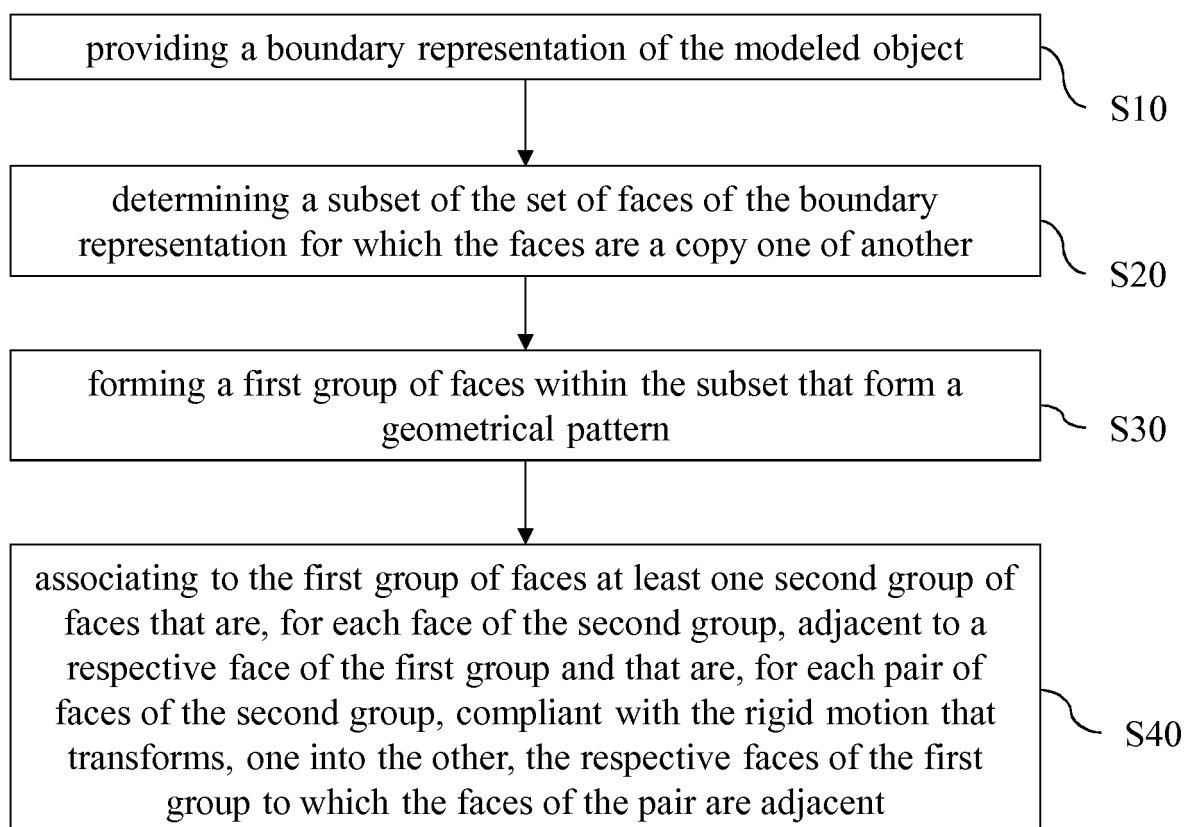 providing a boundary representation of the modeled object
S10
determining a subset of the set of faces of the boundary
representation for which the faces are a copy one of another
S20
forming a first group of faces within the subset that form a
geometrical pattern
S30
associating to the first group of faces at least one second group of
faces that are, for each face of the second group, adjacent to a
respective face of the first group and that are, for each pair of
faces of the second group, compliant with the rigid motion that
transforms, one into the other, the respective faces of the first
group to which the faces of the pair are adjacent
S40